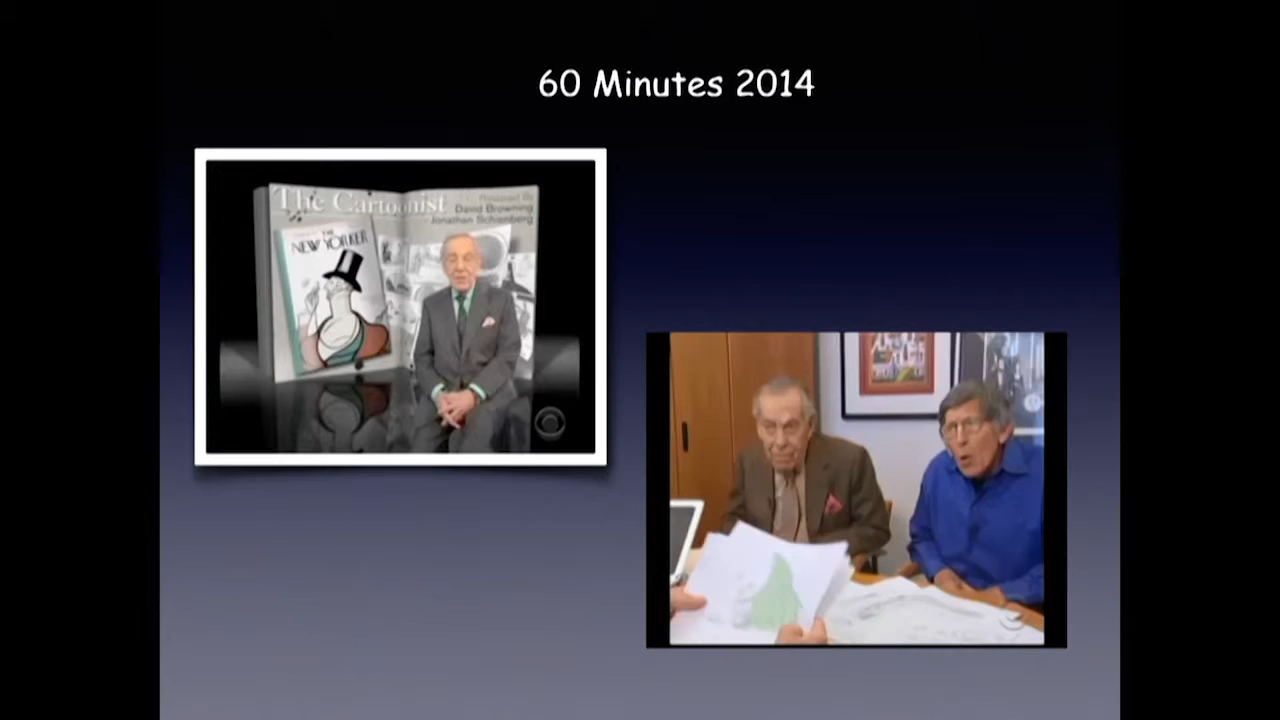 60 Minutes 2014
The Cartoonist
Produced By
David Browning
Jonathan Schienberg
THE
NEW YORKER